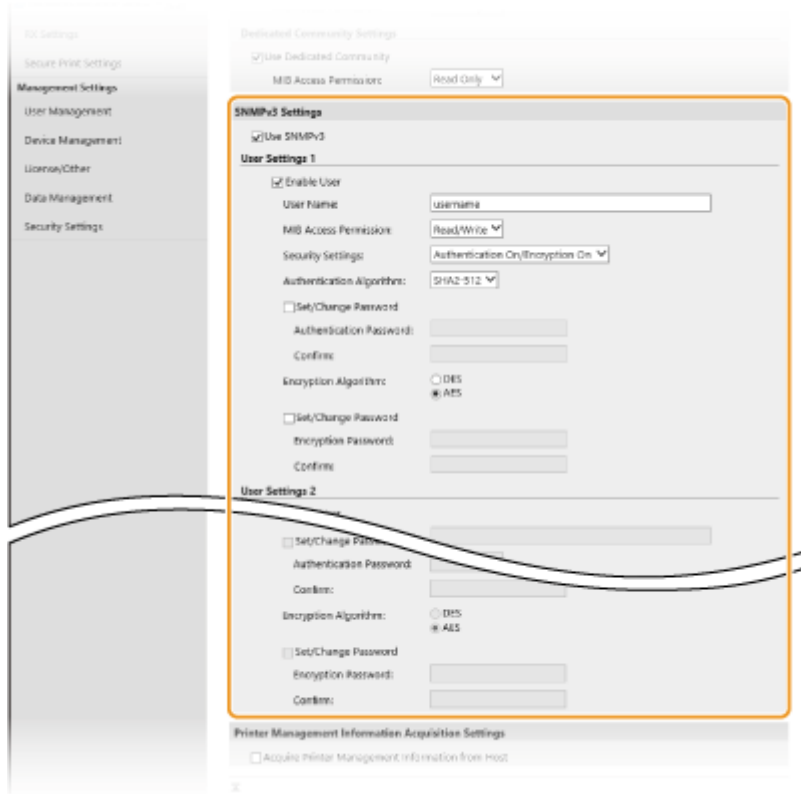 Secure Print Settings
Management Settings
User Management
Device Management
License/Other
Data Management
Security Settings
Dedicated Community Settings
Use Dedicated Community
MIB Access Permission: Read Only
SNMPv3 Settings
Use SNMPv3
User Settings 1
Enable User
User Name: username
MIB Access Permission: Read/Write
Security Settings: Authentication On/Encryption On
Authentication Algorithm: SHA2-512
Set/Change Password
Authentication Password:
Confirm:
Encryption Algorithm: DES
AES
Set/Change Password
Encryption Password:
Confirm:
User Settings 2
Set/Change
Authentication Password:
Confirm:
Encryption Algorithm: DES
AES
Set/Change Password
Encryption Password:
Confirm:
Printer Management Information Acquisition Settings
Acquire Printer Management Information from Host